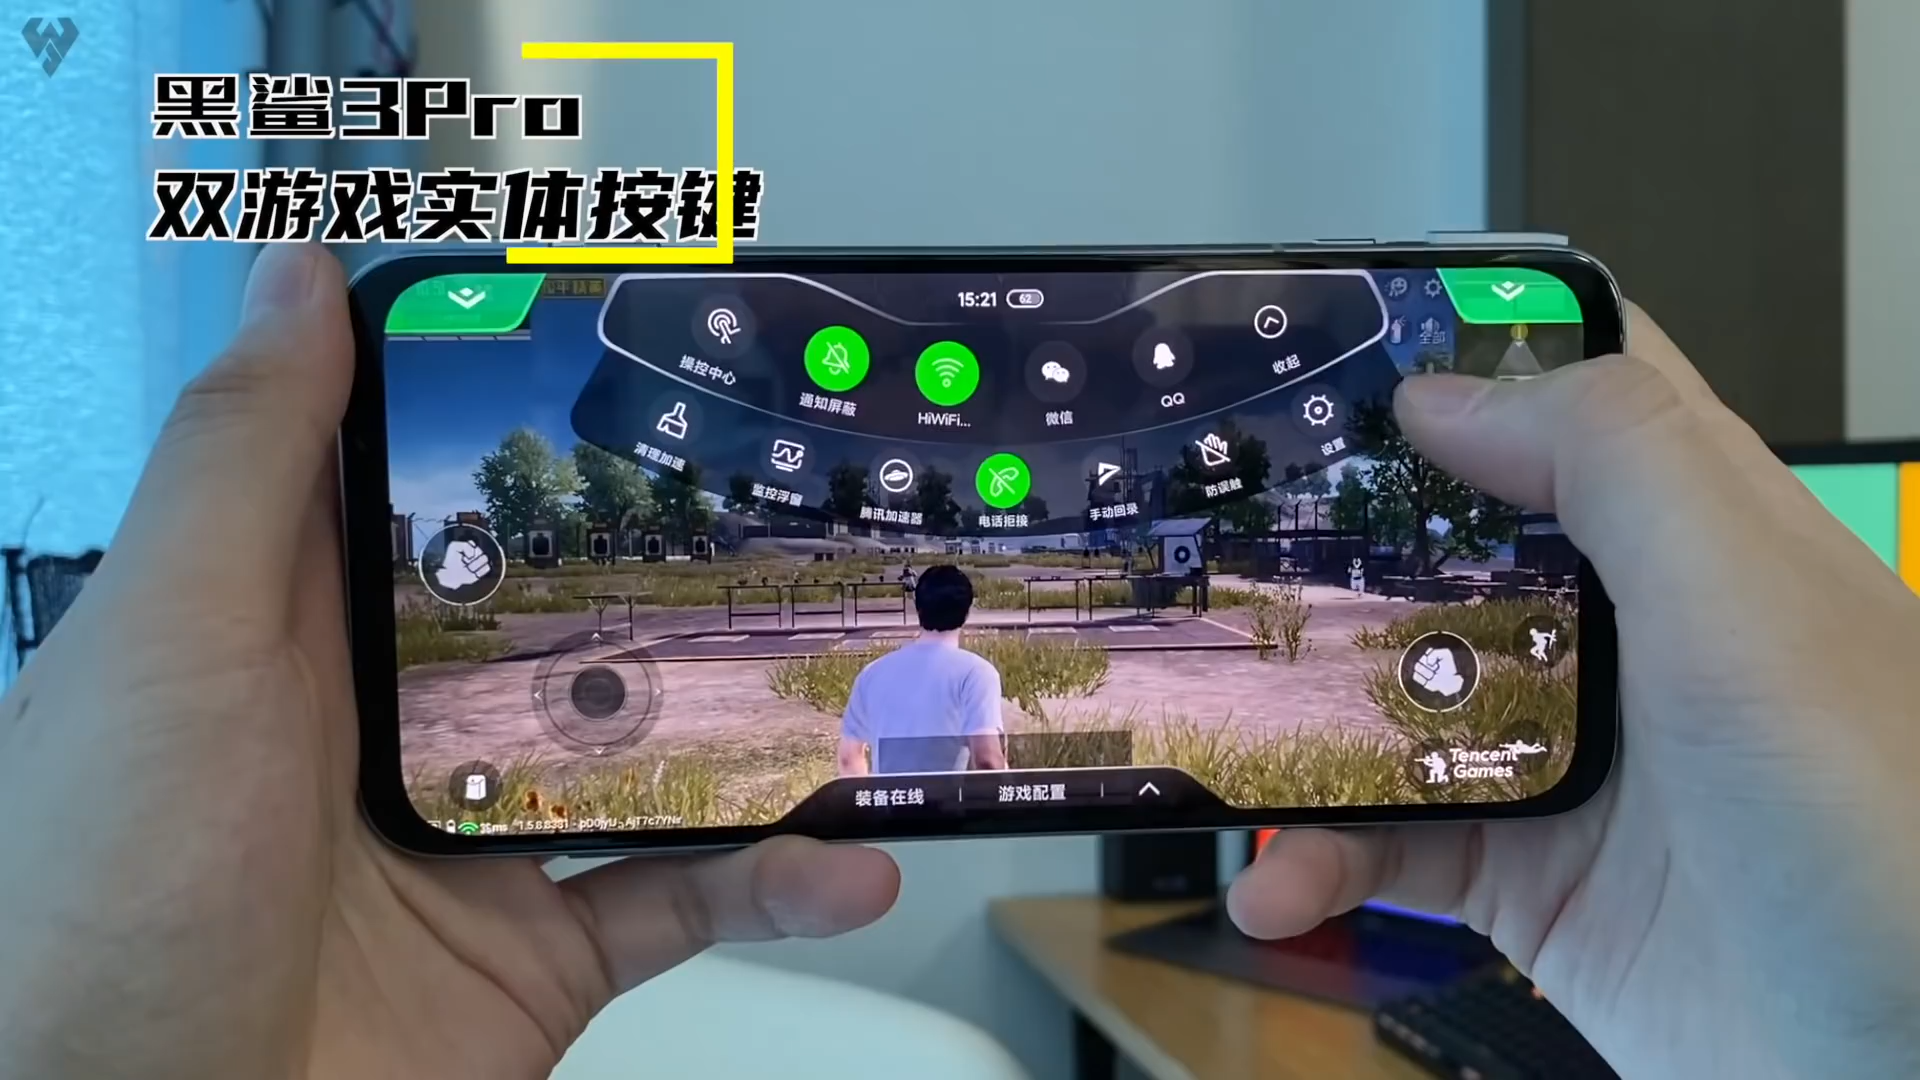 黑鲨3Pro
双游戏实体按键
15:21
62
操控中心
通知屏蔽
HiWiFi...
微信
QQ
收起
全部
清理加速
监控浮窗
腾讯加速器
电话拒接
手动回录
防误触
设置
Tencent
Games
装备在线
游戏配置